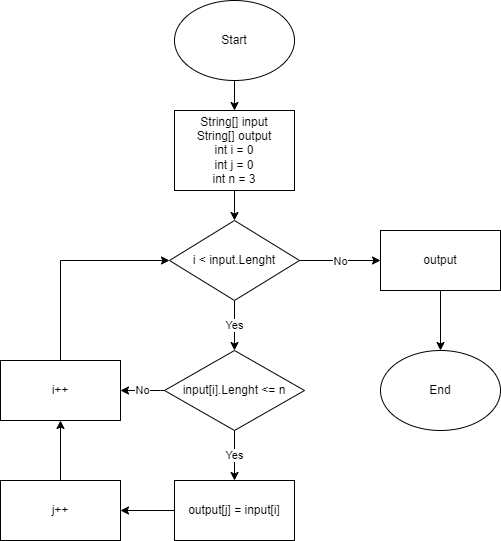 Start
String[] input
String[] output
int i = 0
int j = 0
int n = 3
i < input.Lenght
No
output
Yes
End
input[i].Lenght <= n
No
i++
Yes
output[j] = input[i]
j++